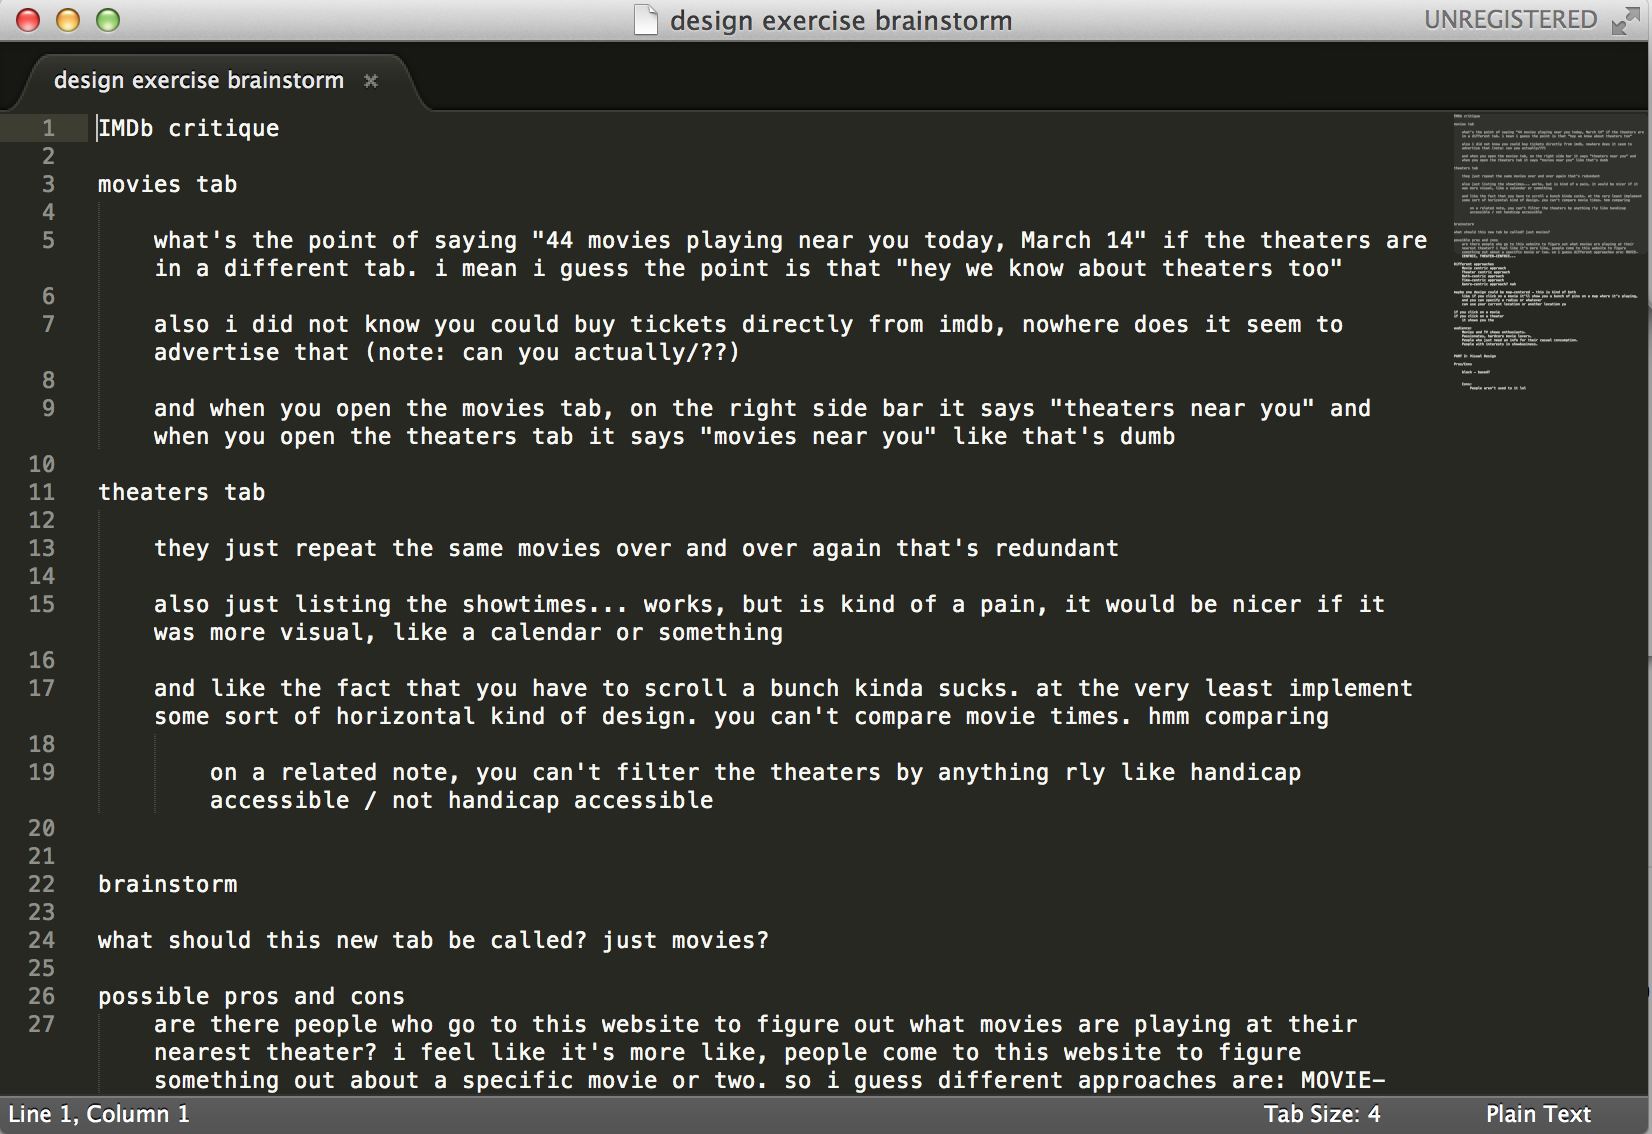 design exercise brainstorm
UNREGISTERED
design exercise brainstorm
1 IMDb critique
2
3 movies tab
4
5 what's the point of saying "44 movies playing near you today, March 14" if the theaters are
in a different tab. i mean i guess the point is that "hey we know about theaters too"
6
7 also i did not know you could buy tickets directly from imdb, nowhere does it seem to
advertise that (note: can you actually/??)
8
9 and when you open the movies tab, on the right side bar it says "theaters near you" and
when you open the theaters tab it says "movies near you" like that's dumb
10
11 theaters tab
12
13 they just repeat the same movies over and over again that's redundant
14
15 also just listing the showtimes... works, but is kind of a pain, it would be nicer if it
was more visual, like a calendar or something
16
17 and like the fact that you have to scroll a bunch kinda sucks. at the very least implement
some sort of horizontal kind of design. you can't compare movie times. hmm comparing
18
19 on a related note, you can't filter the theaters by anything rly like handicap
accessible / not handicap accessible
20
21
22 brainstorm
23
24 what should this new tab be called? just movies?
25
26 possible pros and cons
27 are there people who go to this website to figure out what movies are playing at their
nearest theater? i feel like it's more like, people come to this website to figure
something out about a specific movie or two. so i guess different approaches are: MOVIE-
Line 1, Column 1
Tab Size: 4
Plain Text